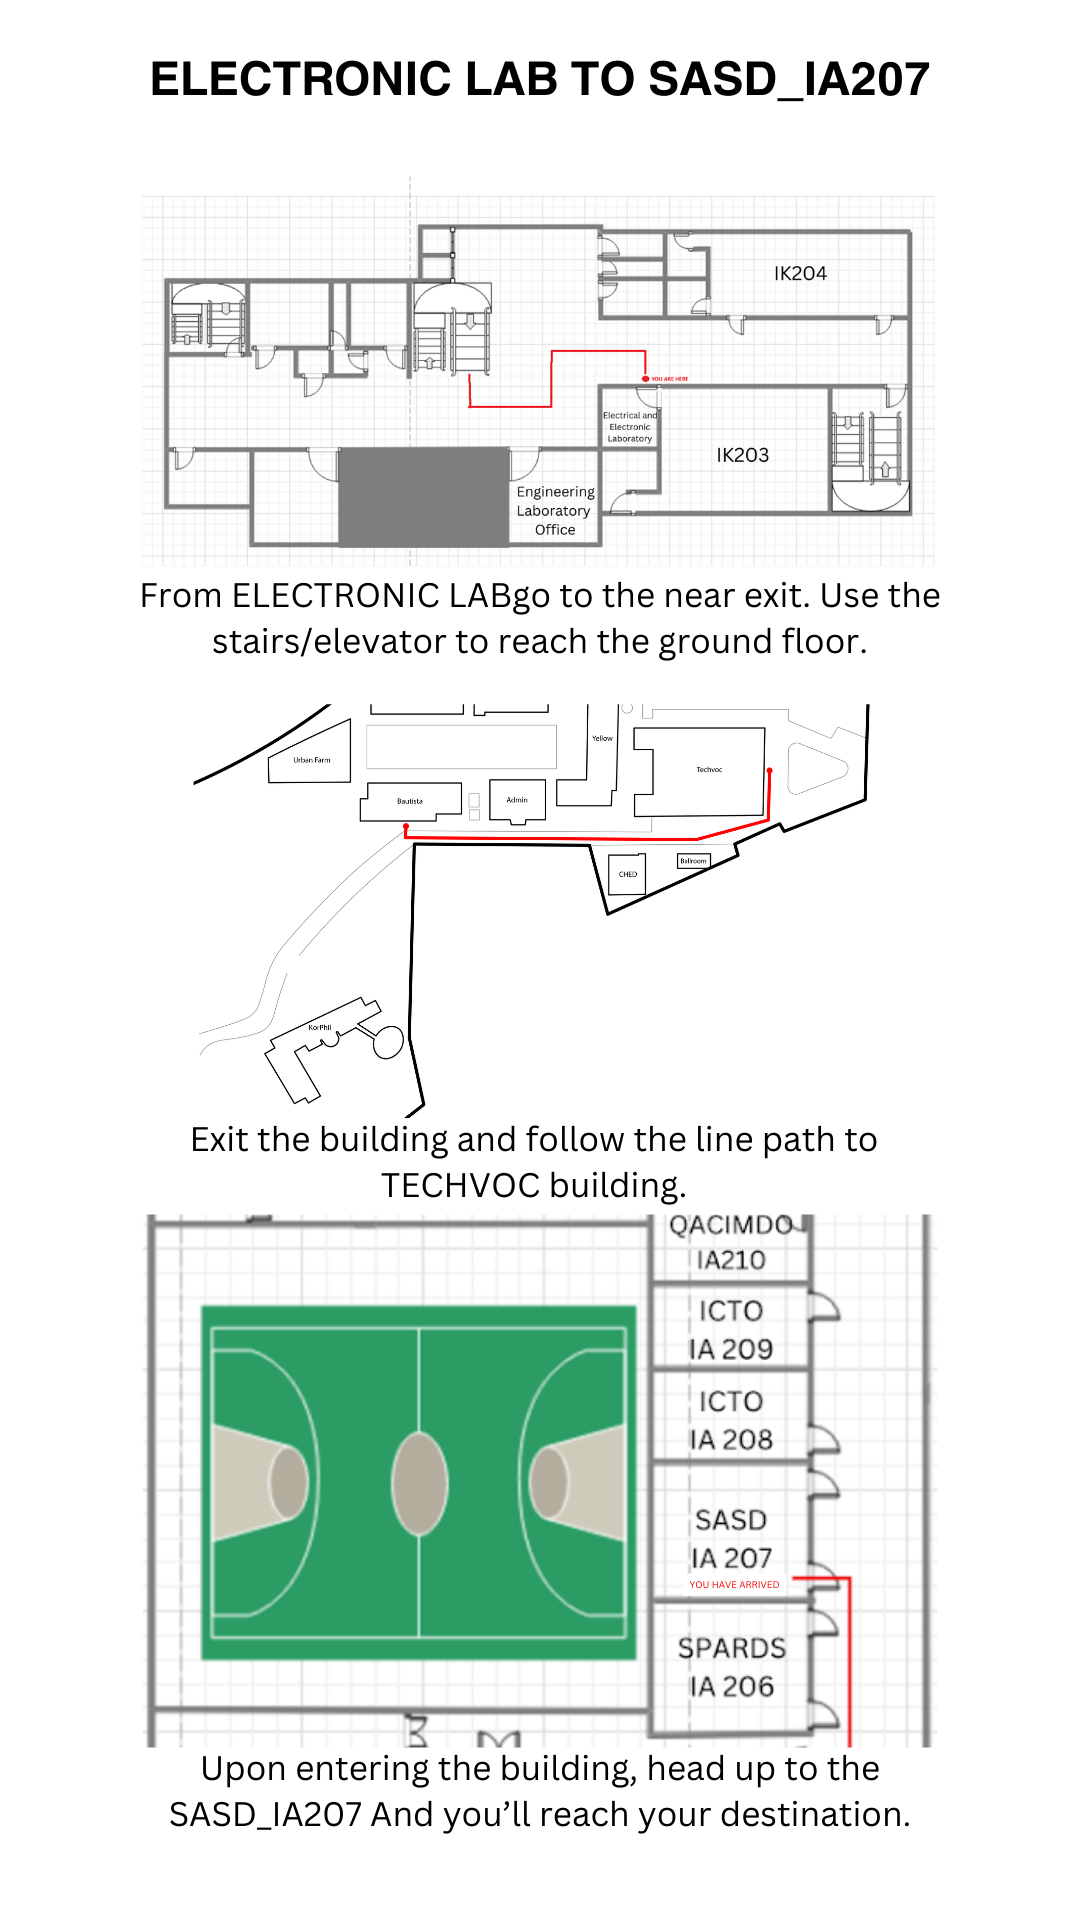 ELECTRONIC LAB TO SASD_IA207
IK204
YOU ARE HERE
Electrical and
Electronic
Laboratory
IK203
Engineering
Laboratory
Office
From ELECTRONIC LABgo to the near exit. Use the
stairs/elevator to reach the ground floor.
Yellow
Urban Farm
Techvoc
Bautista
Admin
Ballroom
CHED
KorPhil
Exit the building and follow the line path to
TECHVOC building.
QACIMDO
IA210
ICTO
IA 209
ICTO
IA 208
SASD
IA 207
YOU HAVE ARRIVED
SPARDS
IA 206
Upon entering the building, head up to the
SASD_IA207 And you’ll reach your destination.